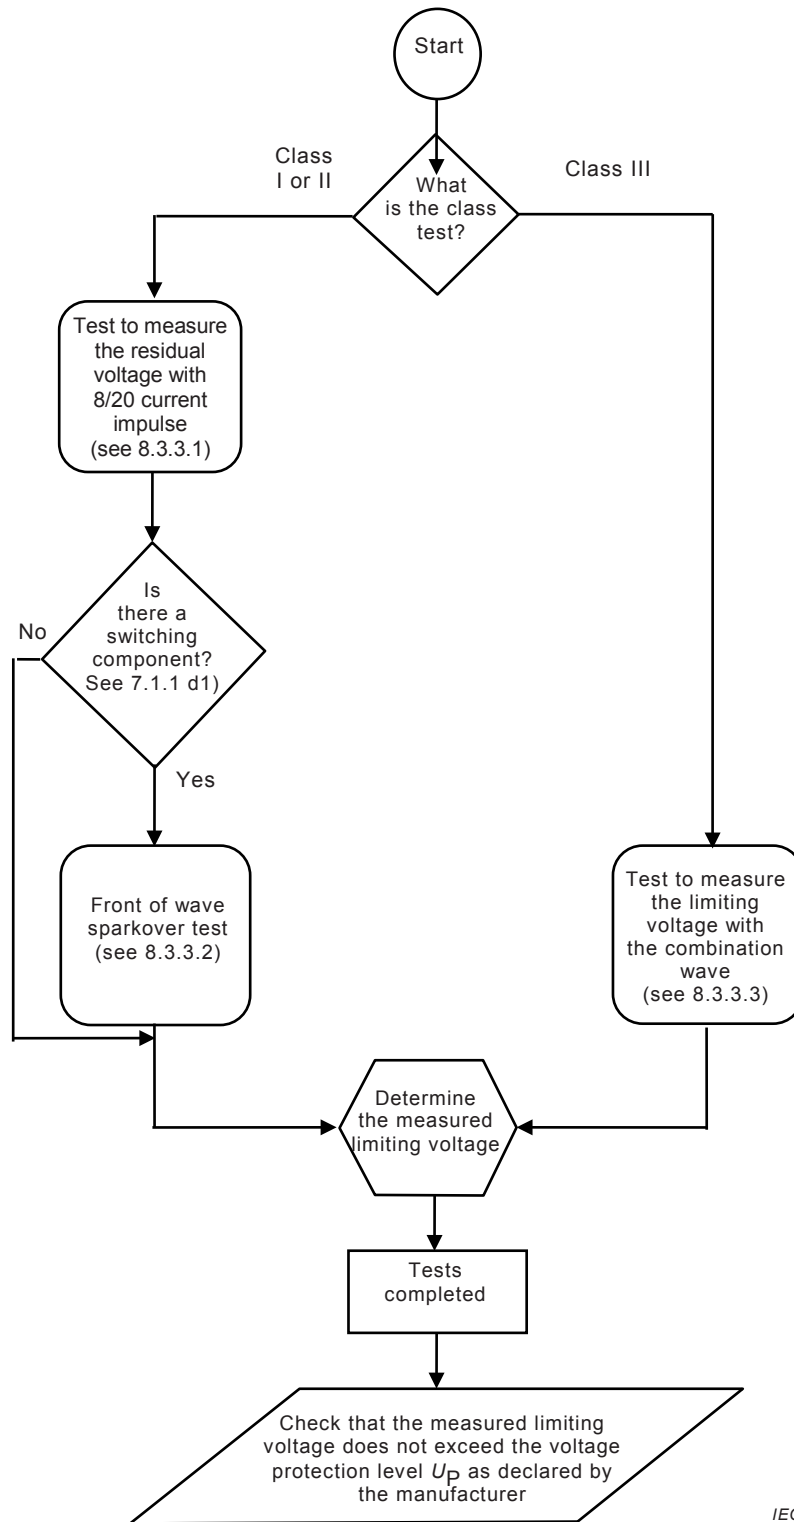 Start
Class
I or II
Class III
What
is the class
test?
Test to measure
the residual
voltage with
8/20 current
impulse
(see 8.3.3.1)
Is
there a
switching
component?
See 7.1.1 d1)
No
Yes
Front of wave
sparkover test
(see 8.3.3.2)
Test to measure
the limiting
voltage with
the combination
wave
(see 8.3.3.3)
Determine
the measured
limiting voltage
Tests
completed
Check that the measured limiting
voltage does not exceed the voltage
protection level UP as declared by
the manufacturer
IEC